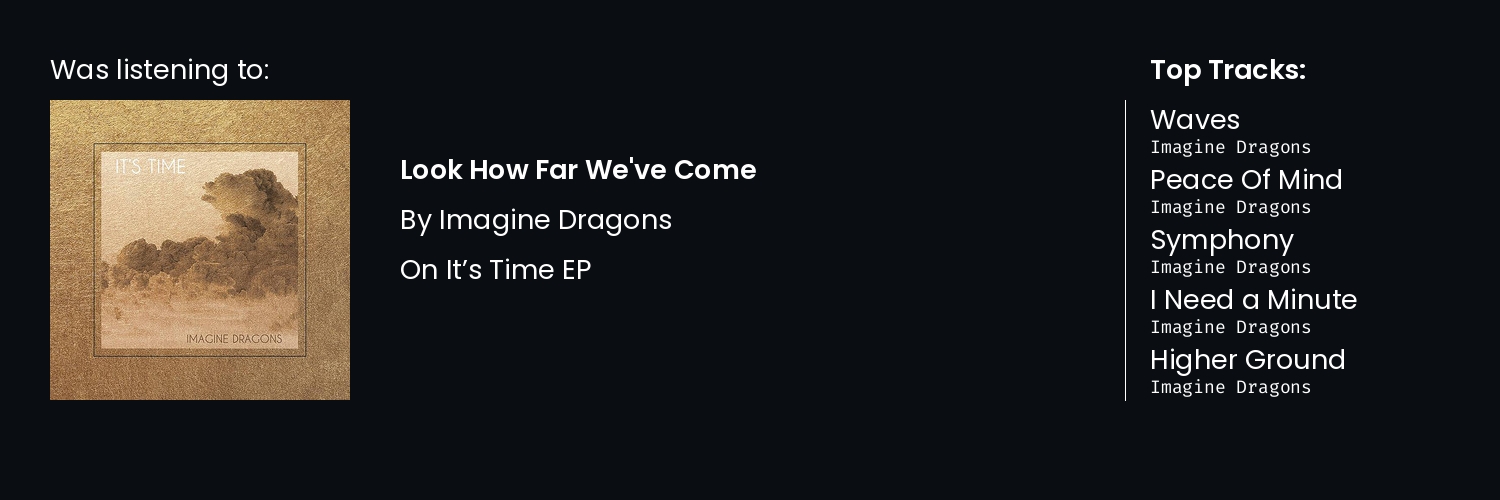 Was listening to:
IT'S TIME
IMAGINE DRAGONS
Look How Far We've Come
By Imagine Dragons
On It’s Time EP
Top Tracks:
Waves
Imagine Dragons
Peace Of Mind
Imagine Dragons
Symphony
Imagine Dragons
I Need a Minute
Imagine Dragons
Higher Ground
Imagine Dragons